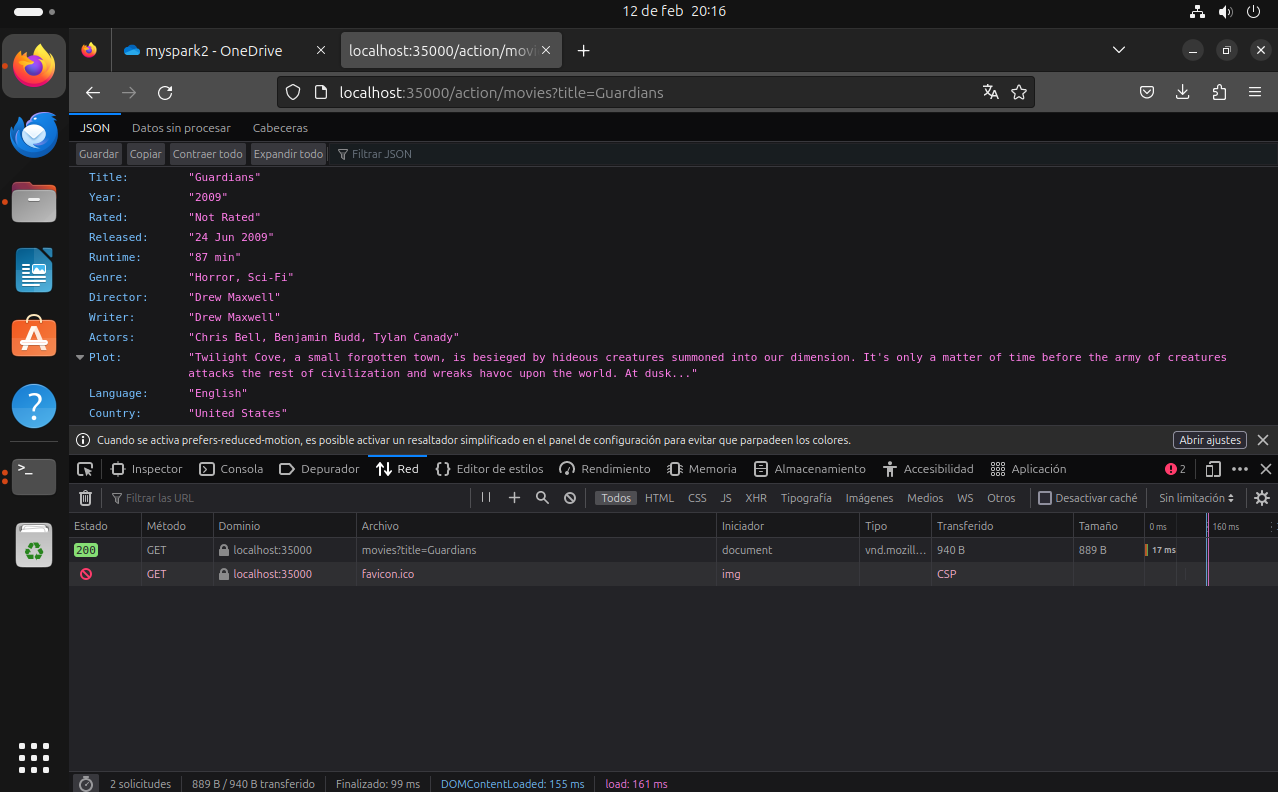 12 de feb 20:16
myspark2 - OneDrive
localhost:35000/action/movi
localhost:35000/action/movies?title=Guardians
JSON Datos sin procesar Cabeceras
Guardar Copiar Contraer todo Expandir todo Filtrar JSON
Title: "Guardians"
Year: "2009"
Rated: "Not Rated"
Released: "24 Jun 2009"
Runtime: "87 min"
Genre: "Horror, Sci-Fi"
Director: "Drew Maxwell"
Writer: "Drew Maxwell"
Actors: "Chris Bell, Benjamin Budd, Tylan Canady"
Plot: "Twilight Cove, a small forgotten town, is besieged by hideous creatures summoned into our dimension. It's only a matter of time before the army of creatures
attacks the rest of civilization and wreaks havoc upon the world. At dusk..."
Language: "English"
Country: "United States"
Cuando se activa prefers-reduced-motion, es posible activar un resaltador simplificado en el panel de configuración para evitar que parpadeen los colores. Abrir ajustes
Inspector Consola Depurador Red Editor de estilos Rendimiento Memoria Almacenamiento Accesibilidad Aplicación 2
Filtrar las URL Todos HTML CSS JS XHR Tipografía Imágenes Medios WS Otros Desactivar caché Sin limitación
Estado Método Dominio Archivo Iniciador Tipo Transferido Tamaño 0 ms 160 ms
200 GET localhost:35000 movies?title=Guardians document vnd.mozill... 940 B 889 B 17 ms
GET localhost:35000 favicon.ico img CSP
2 solicitudes 889 B / 940 B transferido Finalizado: 99 ms DOMContentLoaded: 155 ms load: 161 ms